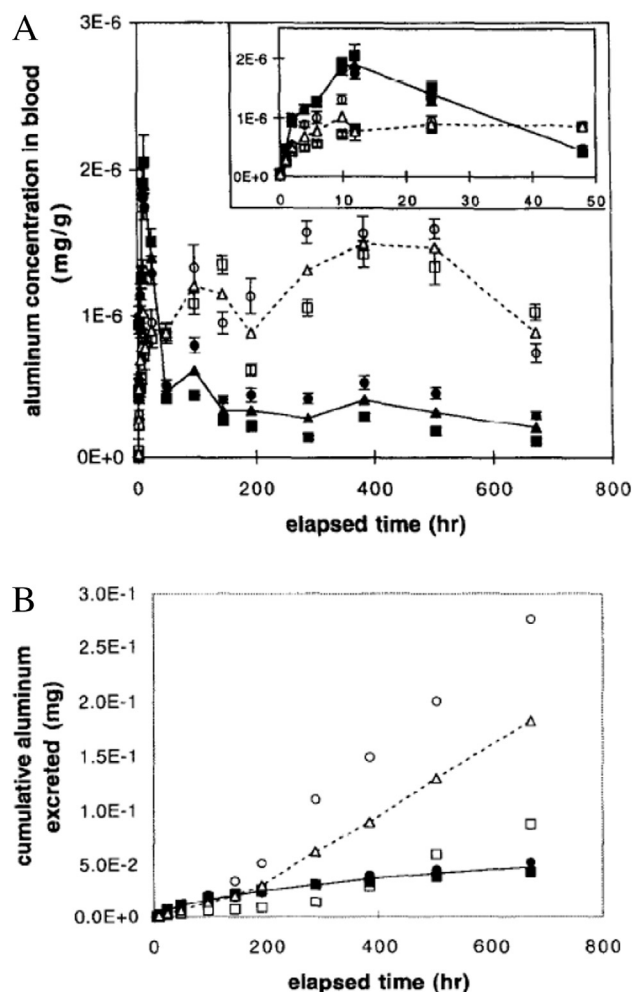 A
3E-6
2E-6
1E-6
0E+0
aluminum concentration in blood
(mg/g)
2E-6
1E-6
0E+0
0 10 20 30 40 50
0 200 400 600 800
elapsed time (hr)
B
3.0E-1
2.5E-1
2.0E-1
1.5E-1
1.0E-1
5.0E-2
0.0E+0
cumulative aluminum
excreted (mg)
0 200 400 600 800
elapsed time (hr)